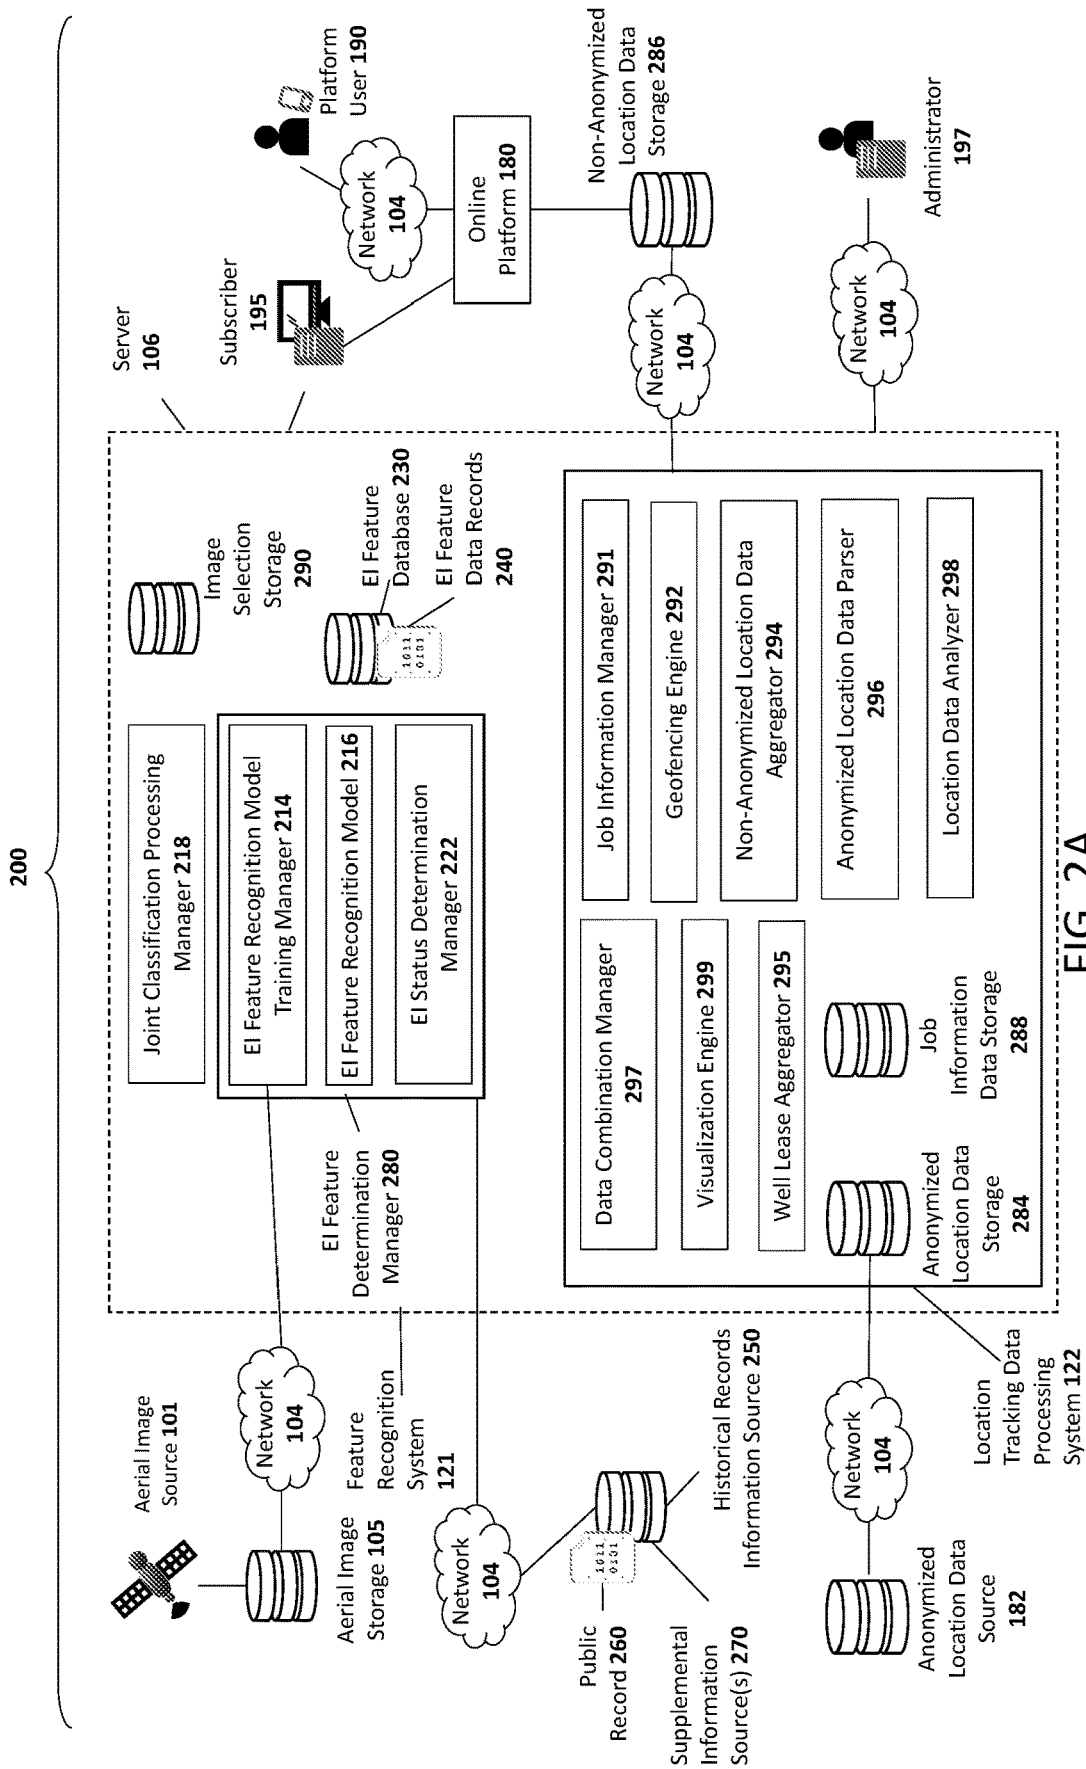 200
Aerial Image
Source 101
Aerial Image
Storage 105
Network
104
Feature
Recognition
System
121
Network
104
Public
Record 260
1011
0101
Supplemental
Information
Source(s) 270
Historical Records
Information Source 250
Anonymized
Location Data
Source
182
Network
104
Location
Tracking Data
Processing
System 122
Server
106
Joint Classification Processing
Manager 218
EI Feature Recognition Model
Training Manager 214
EI Feature Recognition Model 216
EI Status Determination
Manager 222
EI Feature
Determination
Manager 280
Image
Selection
Storage
290
EI Feature
Database 230
1011
0101
EI Feature
Data Records
240
Data Combination Manager
297
Visualization Engine 299
Well Lease Aggregator 295
Anonymized
Location Data
Storage
284
Job
Information
Data Storage
288
Job Information Manager 291
Geofencing Engine 292
Non-Anonymized Location Data
Aggregator 294
Anonymized Location Data Parser
296
Location Data Analyzer 298
Subscriber
195
Platform
User 190
Network
104
Online
Platform 180
Non-Anonymized
Location Data
Storage 286
Network
104
Network
104
Administrator
197
FIG. 2A